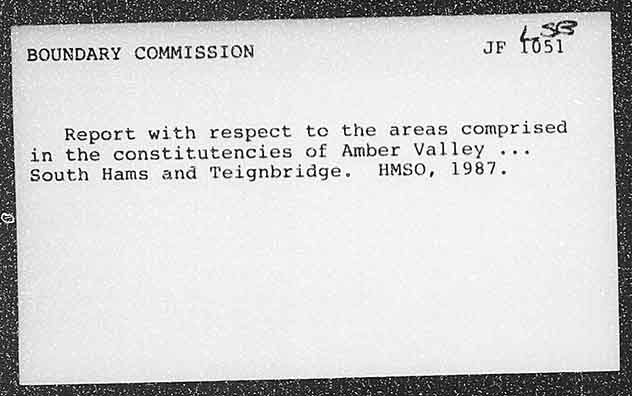 LSB
BOUNDARY COMMISSION JF 1051
Report with respect to the areas comprised
in the constitutencies of Amber Valley ...
South Hams and Teignbridge. HMSO, 1987.